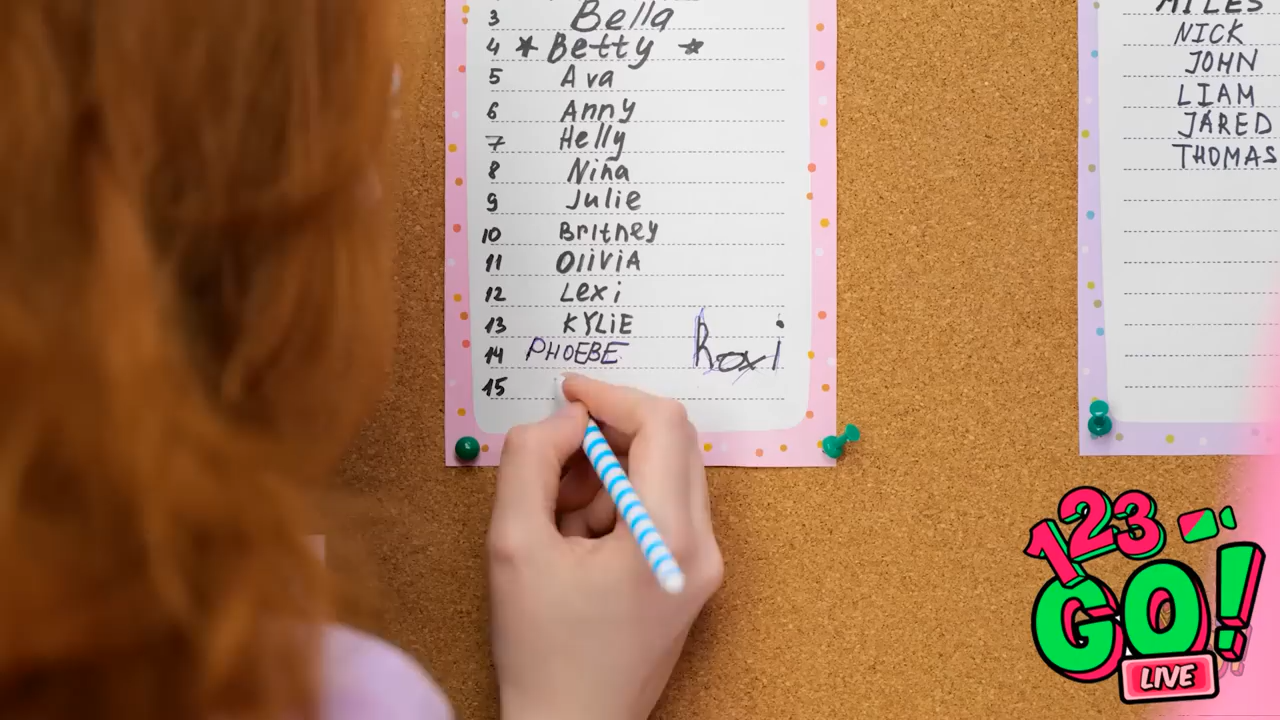 3 Bella
4 * Betty *
5 Ava
6 Anny
7 Helly
8 Nina
9 Julie
10 Britney
11 OliviA
12 Lexi
13 KYLiE
14 PHOEBE Roxi
15
MILES
NICK
JOHN
LIAM
JARED
THOMAS
123
GO!
LIVE